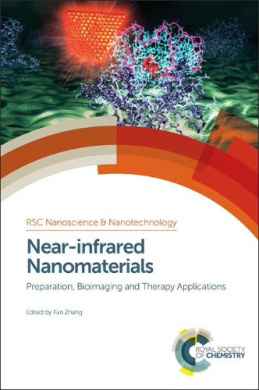 RSC Nanoscience & Nanotechnology
Near-infrared
Nanomaterials
Preparation, Bioimaging and Therapy Applications
Edited by Fan Zhang
ROYAL SOCIETY
OF CHEMISTRY